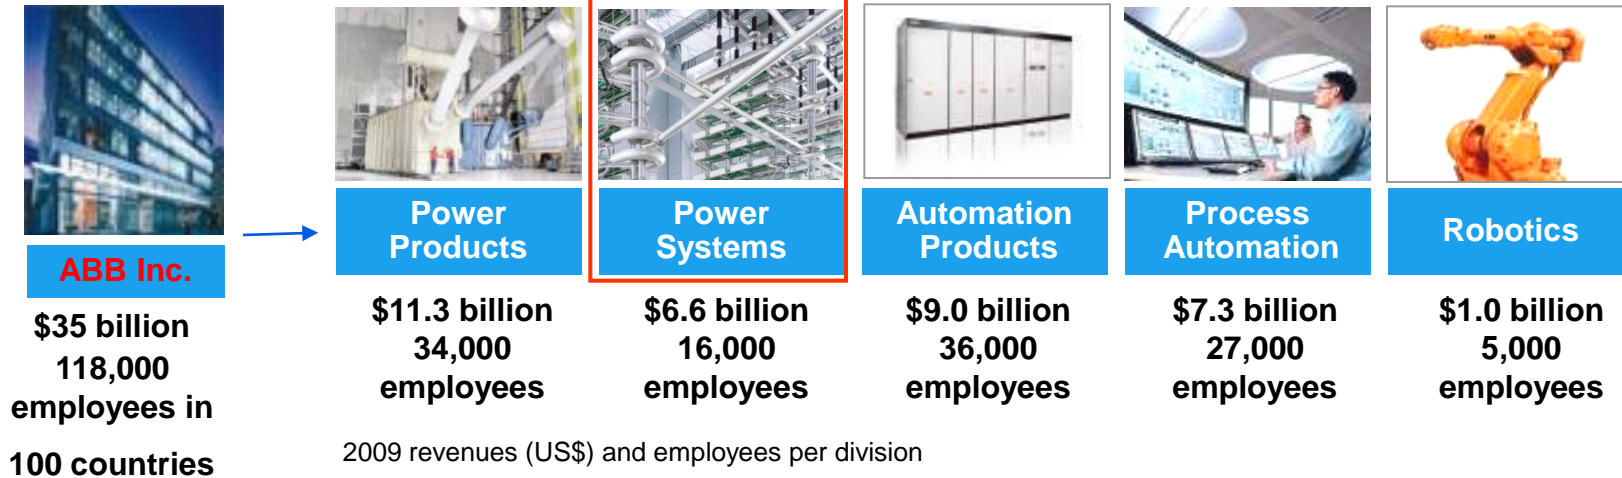 ABB Inc.
$35 billion
118,000
employees in
100 countries
Power
Products
$11.3 billion
34,000
employees
Power
Systems
$6.6 billion
16,000
employees
Automation
Products
$9.0 billion
36,000
employees
Process
Automation
$7.3 billion
27,000
employees
Robotics
$1.0 billion
5,000
employees
2009 revenues (US$) and employees per division